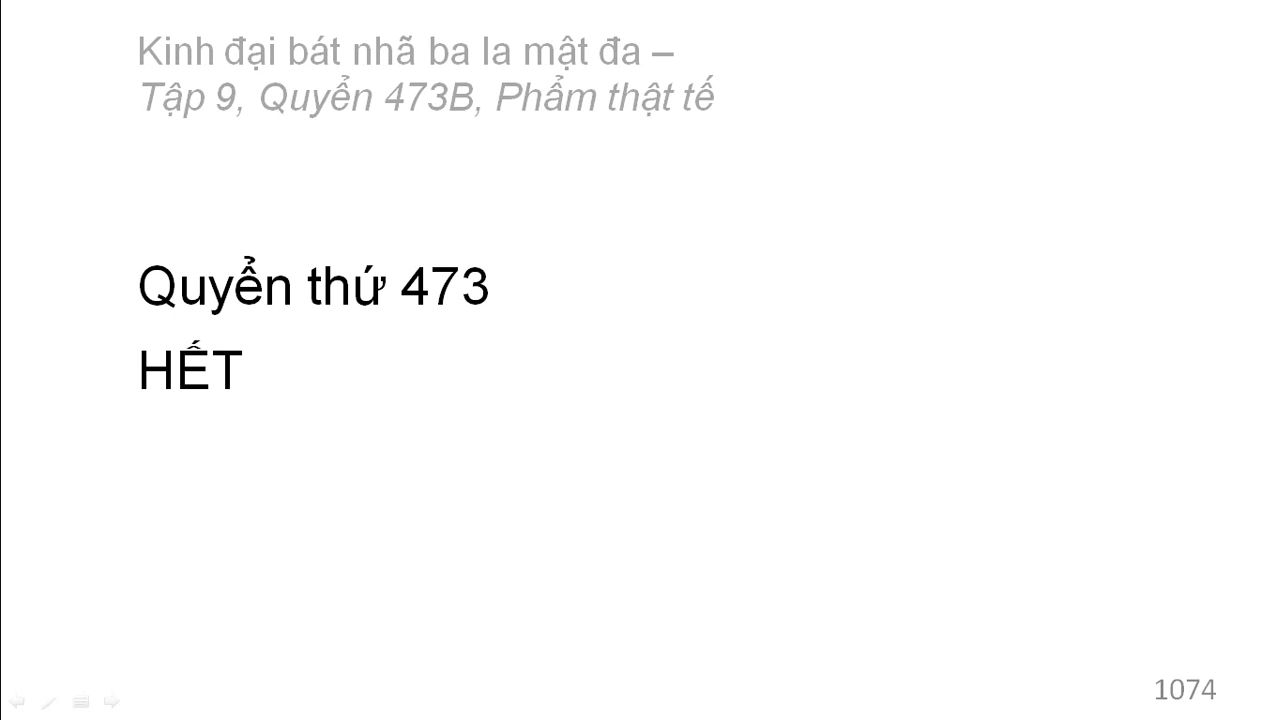 Kinh đại bát nhã ba la mật đa –
Tập 9, Quyển 473B, Phẩm thật tế
Quyển thứ 473
HẾT
1074